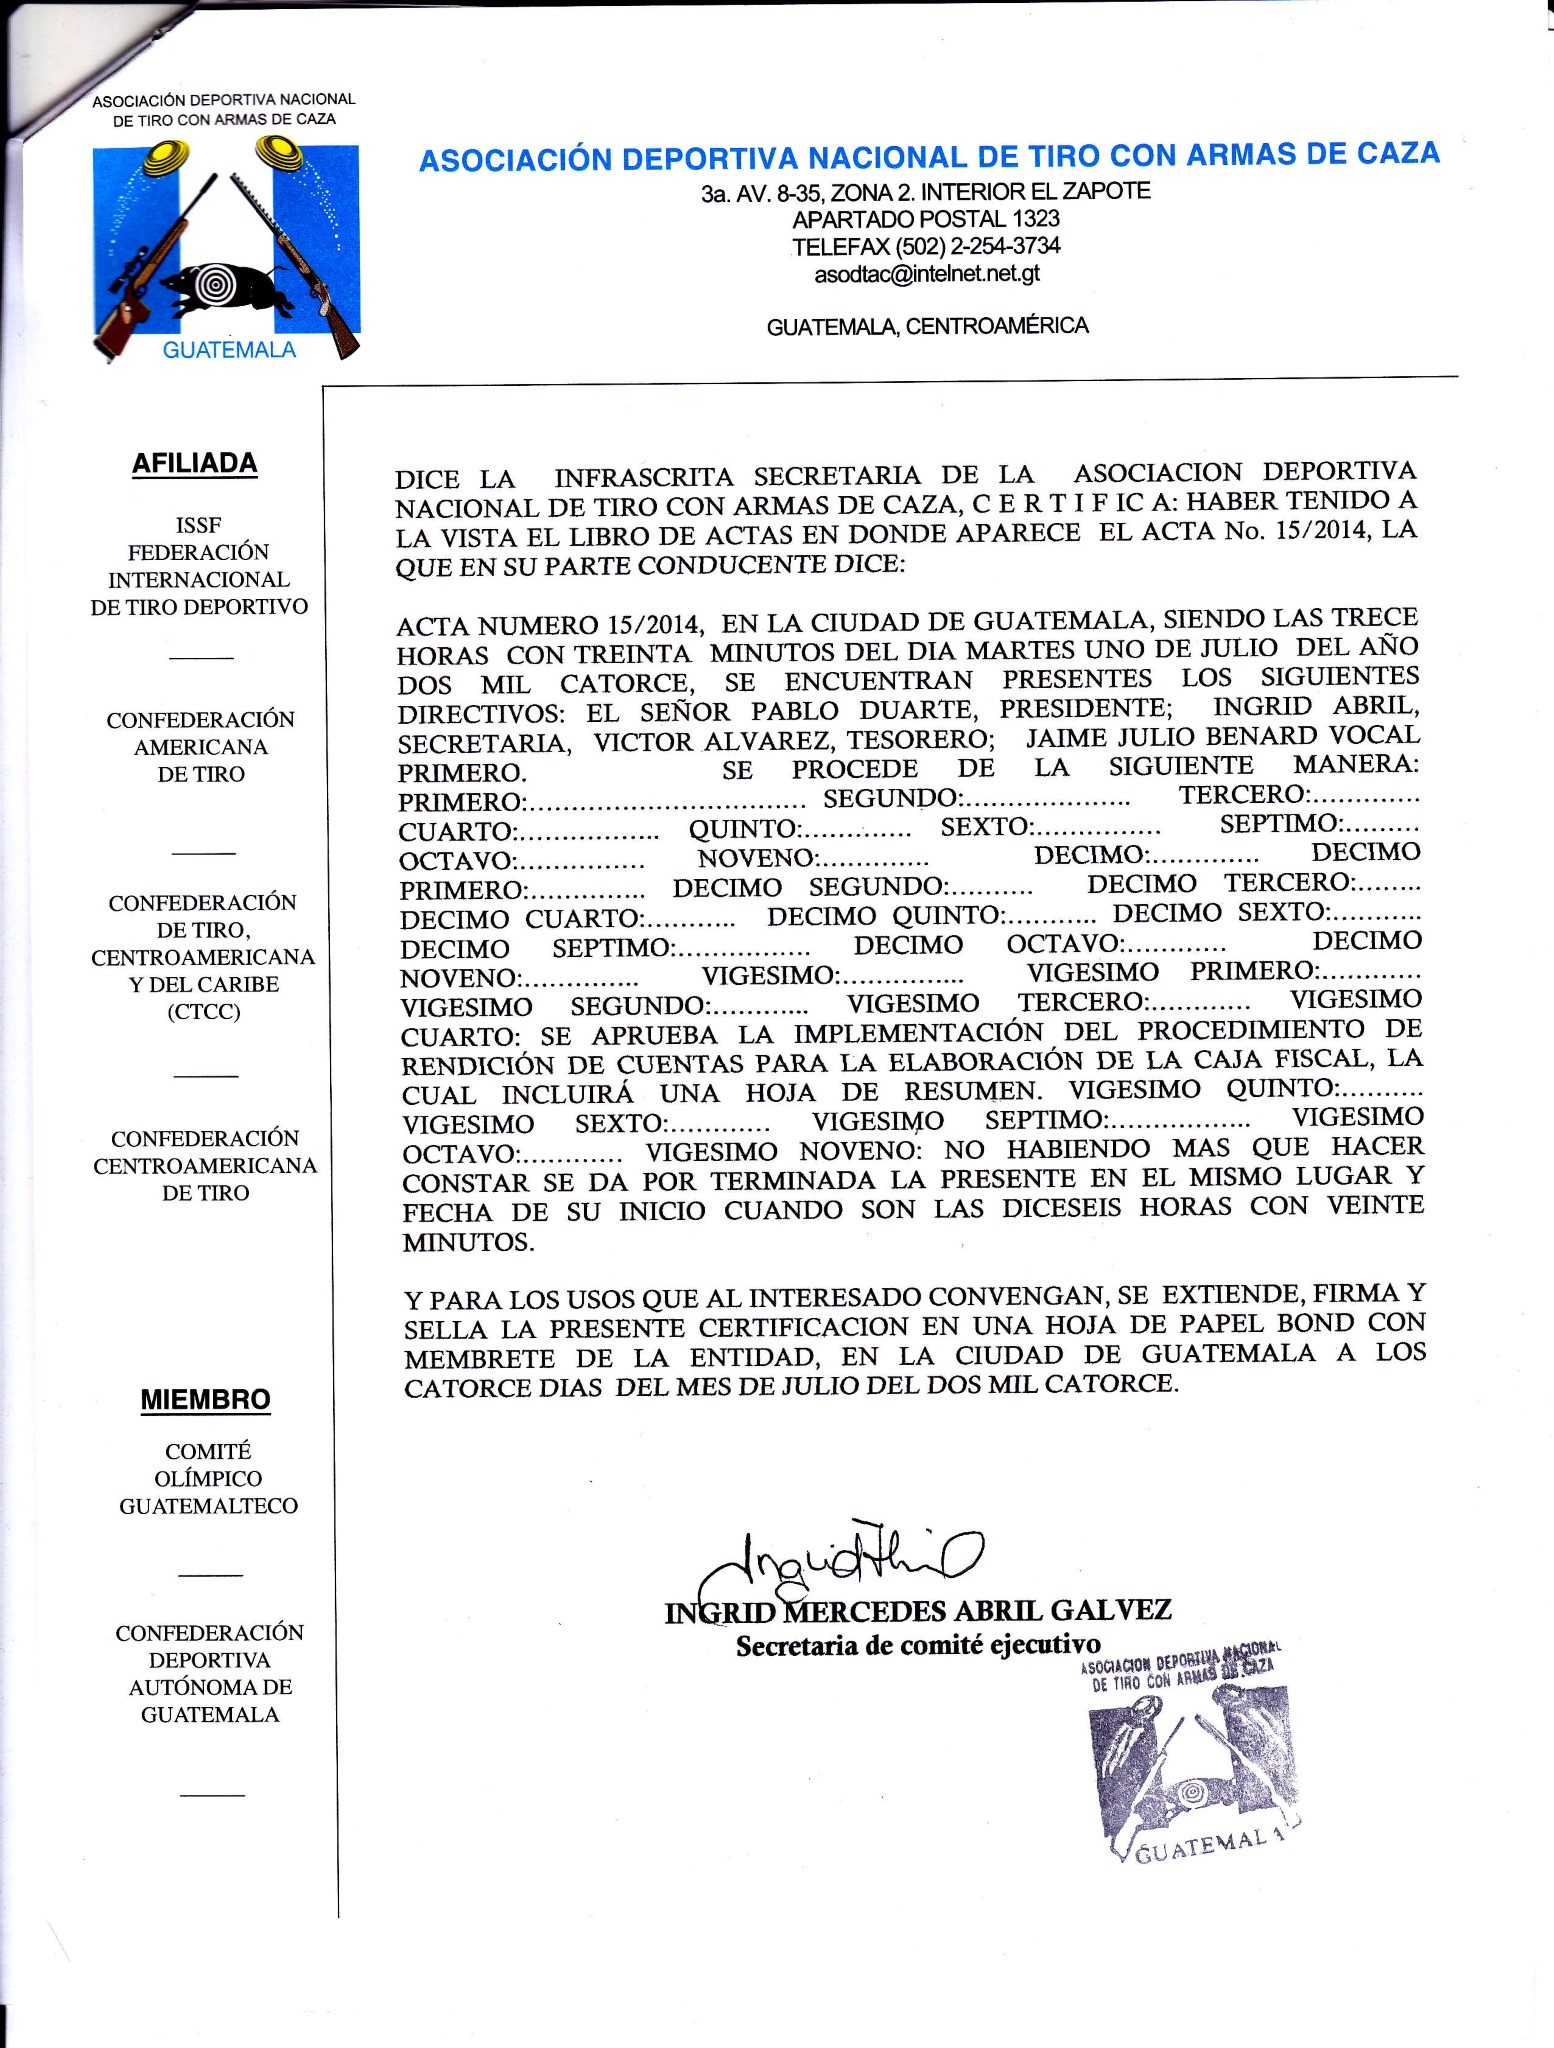 ASOCIACIÓN DEPORTIVA NACIONAL
DE TIRO CON ARMAS DE CAZA
GUATEMALA
ASOCIACIÓN DEPORTIVA NACIONAL DE TIRO CON ARMAS DE CAZA
3a. AV. 8-35, ZONA 2. INTERIOR EL ZAPOTE
APARTADO POSTAL 1323
TELEFAX (502) 2-254-3734
asodtac@intelnet.net.gt
GUATEMALA, CENTROAMÉRICA
AFILIADA
ISSF
FEDERACIÓN
INTERNACIONAL
DE TIRO DEPORTIVO
CONFEDERACIÓN
AMERICANA
DE TIRO
CONFEDERACIÓN
DE TIRO,
CENTROAMERICANA
Y DEL CARIBE
(CTCC)
CONFEDERACIÓN
CENTROAMERICANA
DE TIRO
MIEMBRO
COMITÉ
OLÍMPICO
GUATEMALTECO
CONFEDERACIÓN
DEPORTIVA
AUTÓNOMA DE
GUATEMALA
DICE LA INFRASCRITA SECRETARIA DE LA ASOCIACION DEPORTIVA
NACIONAL DE TIRO CON ARMAS DE CAZA, C E R T I F I C A: HABER TENIDO A
LA VISTA EL LIBRO DE ACTAS EN DONDE APARECE EL ACTA No. 15/2014, LA
QUE EN SU PARTE CONDUCENTE DICE:
ACTA NUMERO 15/2014, EN LA CIUDAD DE GUATEMALA, SIENDO LAS TRECE
HORAS CON TREINTA MINUTOS DEL DIA MARTES UNO DE JULIO DEL AÑO
DOS MIL CATORCE, SE ENCUENTRAN PRESENTES LOS SIGUIENTES
DIRECTIVOS: EL SEÑOR PABLO DUARTE, PRESIDENTE; INGRID ABRIL,
SECRETARIA, VICTOR ALVAREZ, TESORERO; JAIME JULIO BENARD VOCAL
PRIMERO. SE PROCEDE DE LA SIGUIENTE MANERA:
PRIMERO:................................. SEGUNDO:.................... TERCERO:.............
CUARTO:................. QUINTO:............. SEXTO:............... SEPTIMO:.........
OCTAVO:............... NOVENO:............. DECIMO:............. DECIMO
PRIMERO:.............. DECIMO SEGUNDO:.......... DECIMO TERCERO:........
DECIMO CUARTO:........... DECIMO QUINTO:........... DECIMO SEXTO:...........
DECIMO SEPTIMO:................ DECIMO OCTAVO:............ DECIMO
NOVENO:.............. VIGESIMO:............... VIGESIMO PRIMERO:............
VIGESIMO SEGUNDO:............ VIGESIMO TERCERO:............ VIGESIMO
CUARTO: SE APRUEBA LA IMPLEMENTACIÓN DEL PROCEDIMIENTO DE
RENDICIÓN DE CUENTAS PARA LA ELABORACIÓN DE LA CAJA FISCAL, LA
CUAL INCLUIRÁ UNA HOJA DE RESUMEN. VIGESIMO QUINTO:..........
VIGESIMO SEXTO:............ VIGESIMO SEPTIMO:................. VIGESIMO
OCTAVO:............ VIGESIMO NOVENO: NO HABIENDO MAS QUE HACER
CONSTAR SE DA POR TERMINADA LA PRESENTE EN EL MISMO LUGAR Y
FECHA DE SU INICIO CUANDO SON LAS DICESEIS HORAS CON VEINTE
MINUTOS.
Y PARA LOS USOS QUE AL INTERESADO CONVENGAN, SE EXTIENDE, FIRMA Y
SELLA LA PRESENTE CERTIFICACION EN UNA HOJA DE PAPEL BOND CON
MEMBRETE DE LA ENTIDAD, EN LA CIUDAD DE GUATEMALA A LOS
CATORCE DIAS DEL MES DE JULIO DEL DOS MIL CATORCE.
Ingrid Abril
INGRID MERCEDES ABRIL GALVEZ
Secretaria de comité ejecutivo
ASOCIACION DEPORTIVA NACIONAL
DE TIRO CON ARMAS DE CAZA
GUATEMALA